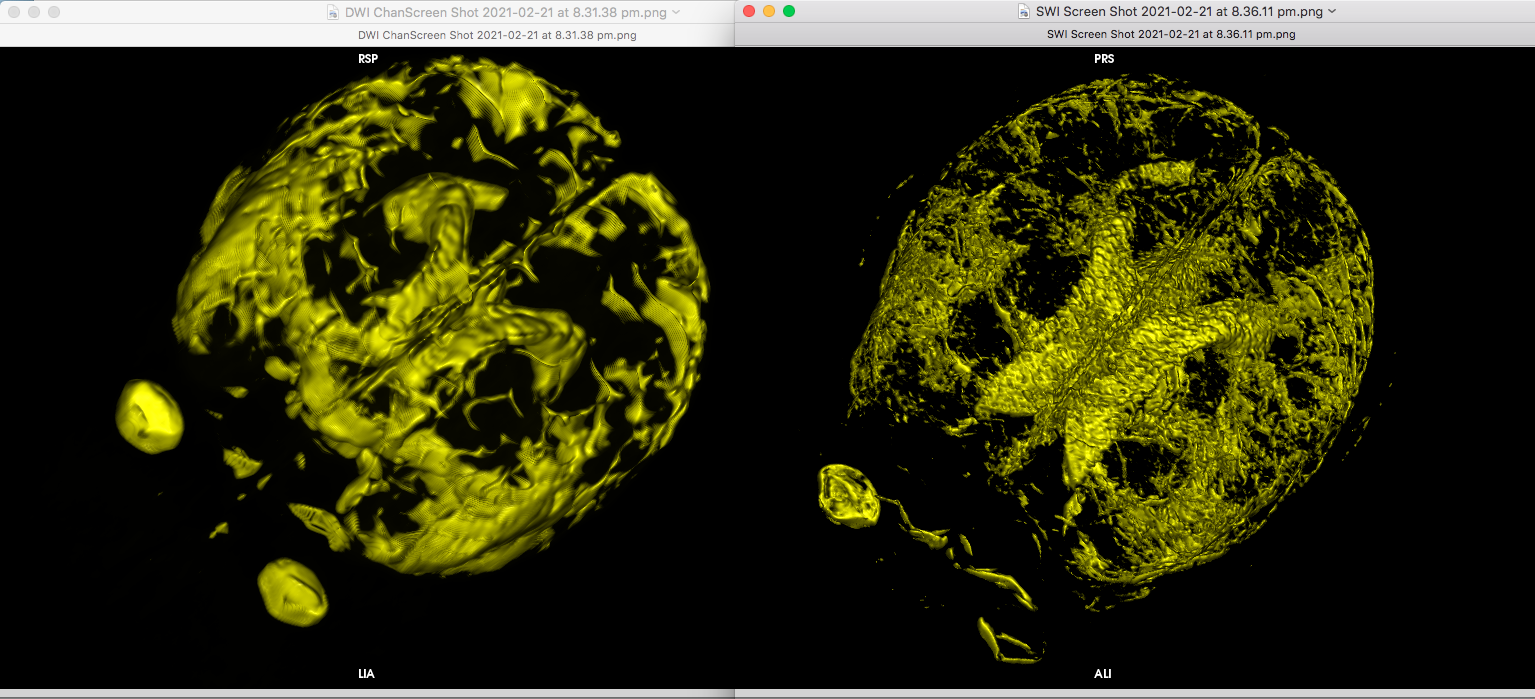 DWI ChanScreen Shot 2021-02-21 at 8.31.38 pm.png
DWI ChanScreen Shot 2021-02-21 at 8.31.38 pm.png
RSP
LIA
SWI Screen Shot 2021-02-21 at 8.36.11 pm.png
SWI Screen Shot 2021-02-21 at 8.36.11 pm.png
PRS
ALI